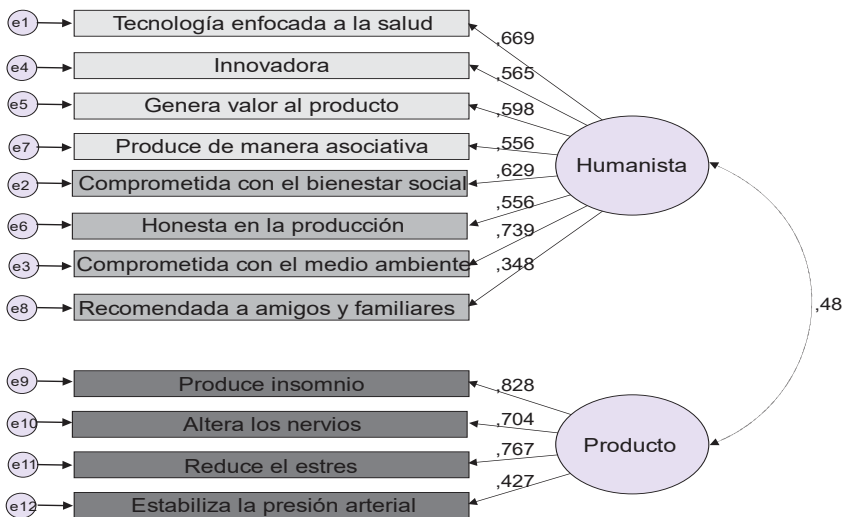 e1 Tecnología enfocada a la salud ,669
e4 Innovadora ,565
e5 Genera valor al producto ,598
e7 Produce de manera asociativa ,556
e2 Comprometida con el bienestar social ,629
e6 Honesta en la producción ,556
e3 Comprometida con el medio ambiente ,739
e8 Recomendada a amigos y familiares ,348
Humanista
,48
e9 Produce insomnio ,828
e10 Altera los nervios ,704
e11 Reduce el estres ,767
e12 Estabiliza la presión arterial ,427
Producto